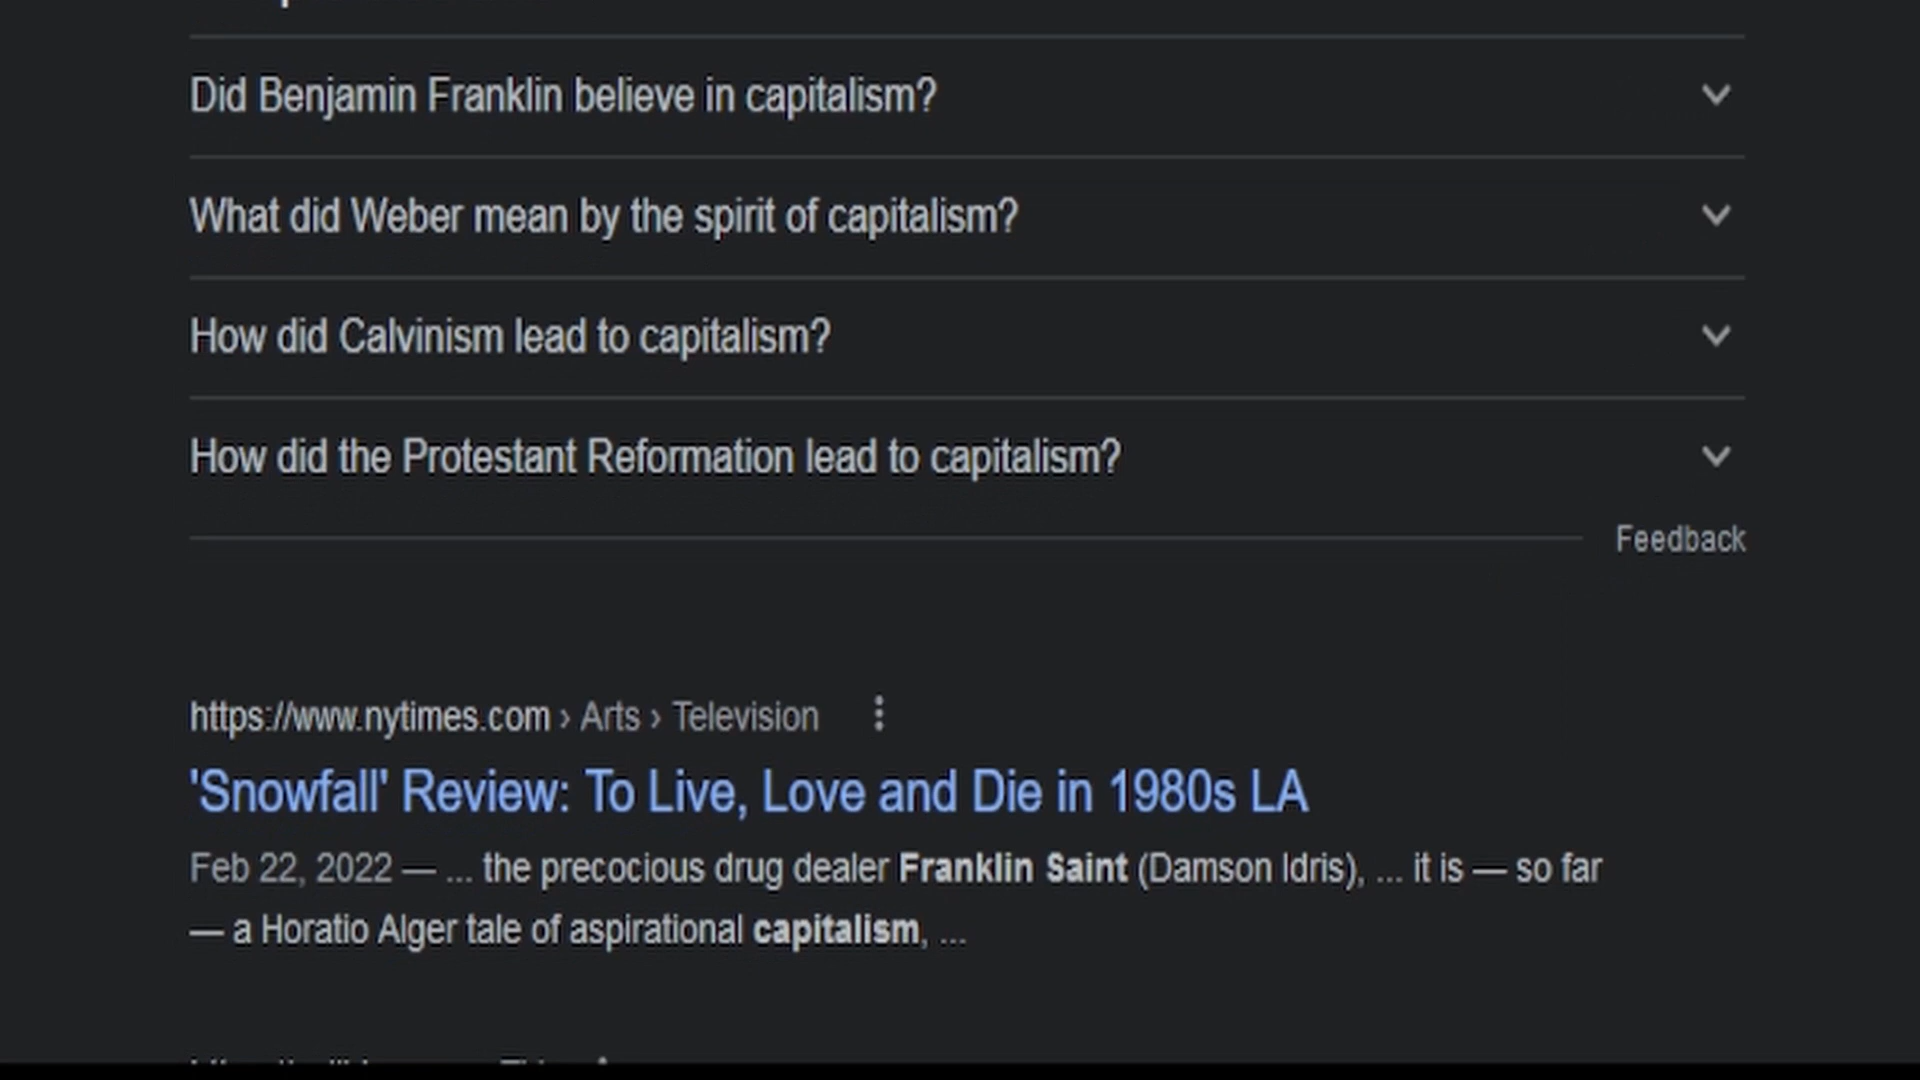 Did Benjamin Franklin believe in capitalism?
What did Weber mean by the spirit of capitalism?
How did Calvinism lead to capitalism?
How did the Protestant Reformation lead to capitalism?
Feedback
https://www.nytimes.com › Arts › Television
'Snowfall' Review: To Live, Love and Die in 1980s LA
Feb 22, 2022 — ... the precocious drug dealer Franklin Saint (Damson Idris), ... it is — so far
— a Horatio Alger tale of aspirational capitalism, ...